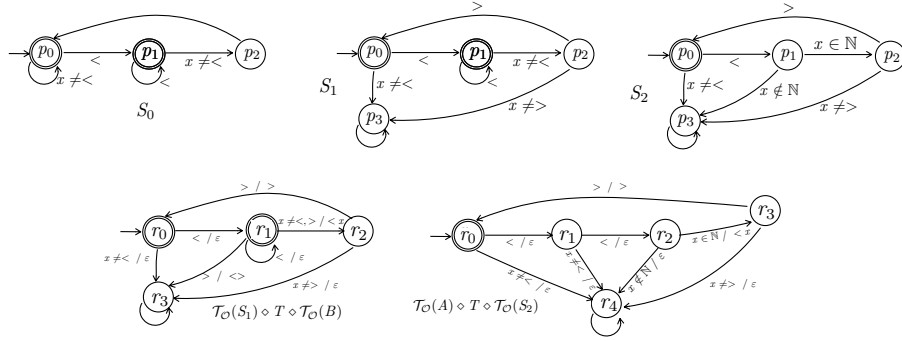 >
>
p₀
<
p₁
x ≠<
p₂
x ≠<
<
S₀
p₀
<
p₁
x ≠<
p₂
S₁
x ≠<
<
x ≠>
p₃
p₀
<
p₁
x ∈ ℕ
p₂
S₂
x ≠<
x ∉ ℕ
x ≠>
p₃
> / >
r₀
< / ε
r₁
x ≠<, > / < x
r₂
x ≠< / ε
> / <>
< / ε
x ≠> / ε
r₃
𝒯𝒪(S₁) ⋄ T ⋄ 𝒯𝒪(B)
> / >
r₃
r₀
< / ε
r₁
< / ε
r₂
x ∈ ℕ / < x
x ≠< / ε
x ≠< / ε
x ∉ ℕ / ε
x ≠> / ε
r₄
𝒯𝒪(A) ⋄ T ⋄ 𝒯𝒪(S₂)